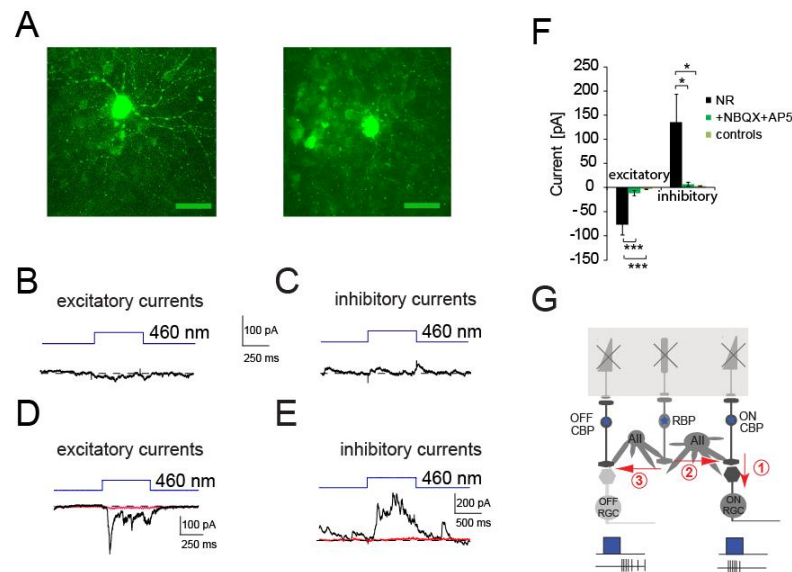 A
B
excitatory currents
460 nm
100 pA
250 ms
C
inhibitory currents
460 nm
D
excitatory currents
460 nm
100 pA
250 ms
E
inhibitory currents
460 nm
200 pA
500 ms
F
Current [pA]
250
200
150
100
50
0
-50
-100
-150
excitatory
inhibitory
*
*
***
***
NR
+NBQX+AP5
controls
G
OFF
CBP
RBP
ON
CBP
AII
AII
1
2
3
OFF
RGC
ON
RGC